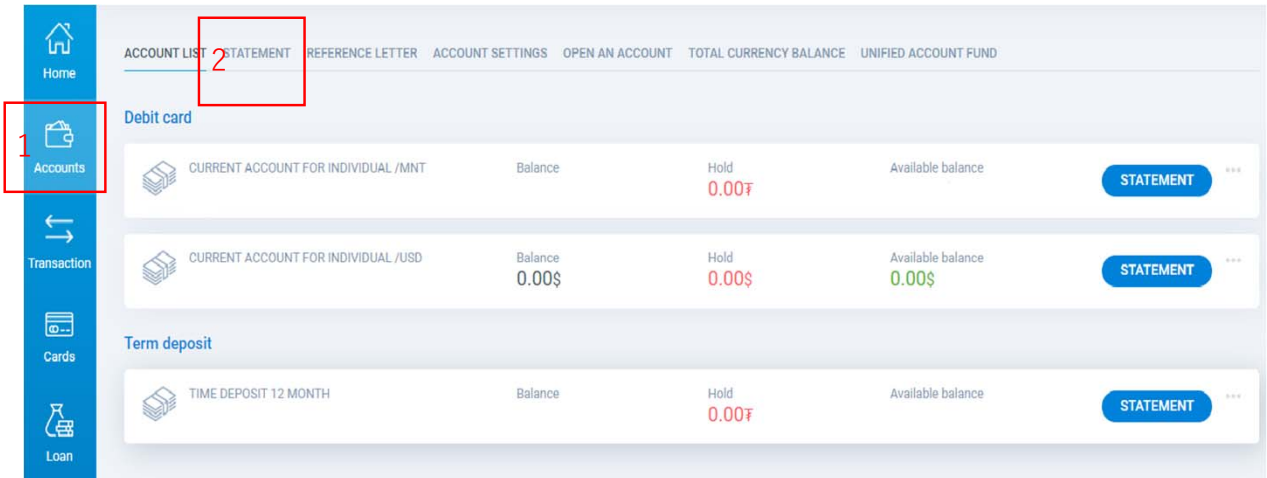 Home
1
Accounts
Transaction
Cards
Loan
ACCOUNT LIST STATEMENT REFERENCE LETTER ACCOUNT SETTINGS OPEN AN ACCOUNT TOTAL CURRENCY BALANCE UNIFIED ACCOUNT FUND
2
Debit card
CURRENT ACCOUNT FOR INDIVIDUAL /MNT Balance Hold Available balance
0.00₮ STATEMENT
CURRENT ACCOUNT FOR INDIVIDUAL /USD Balance Hold Available balance
0.00$ 0.00$ 0.00$ STATEMENT
Term deposit
TIME DEPOSIT 12 MONTH Balance Hold Available balance
0.00₮ STATEMENT